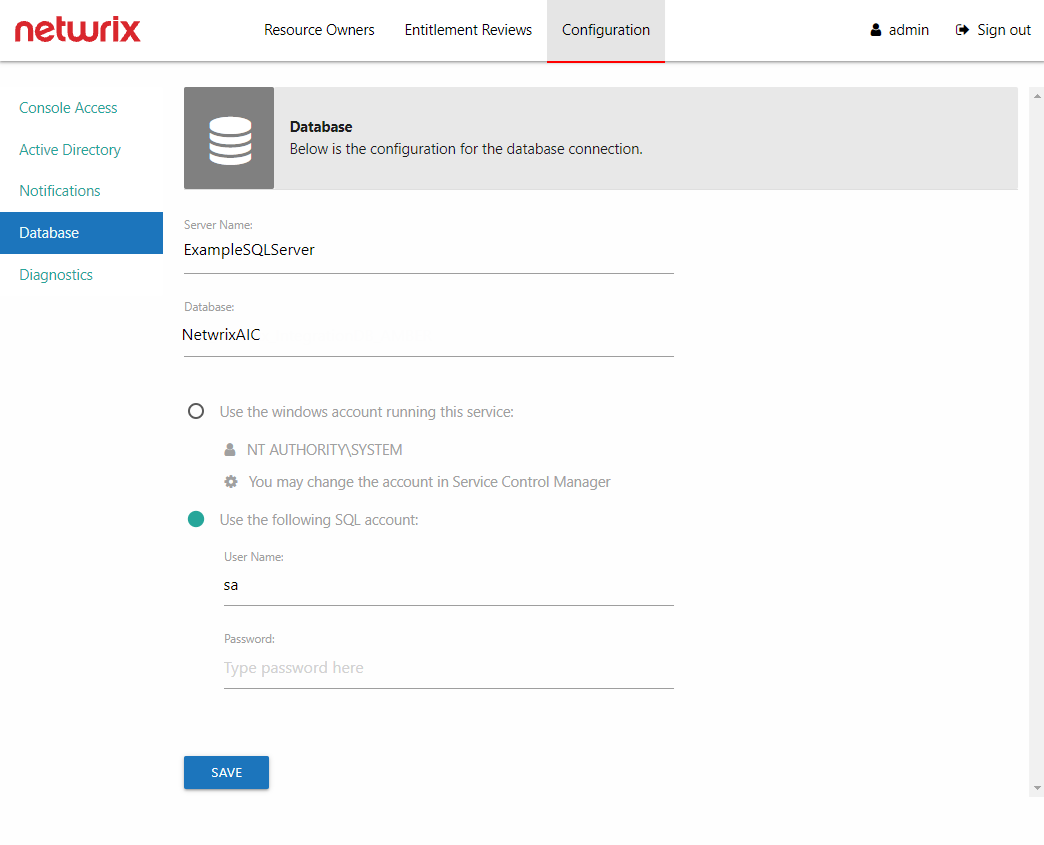 netwrix
Resource Owners
Entitlement Reviews
Configuration
admin
Sign out
Console Access
Active Directory
Notifications
Database
Diagnostics
Database
Below is the configuration for the database connection.
Server Name:
ExampleSQLServer
Database:
NetwrixAIC
Use the windows account running this service:
NT AUTHORITY\SYSTEM
You may change the account in Service Control Manager
Use the following SQL account:
User Name:
sa
Password:
Type password here
SAVE